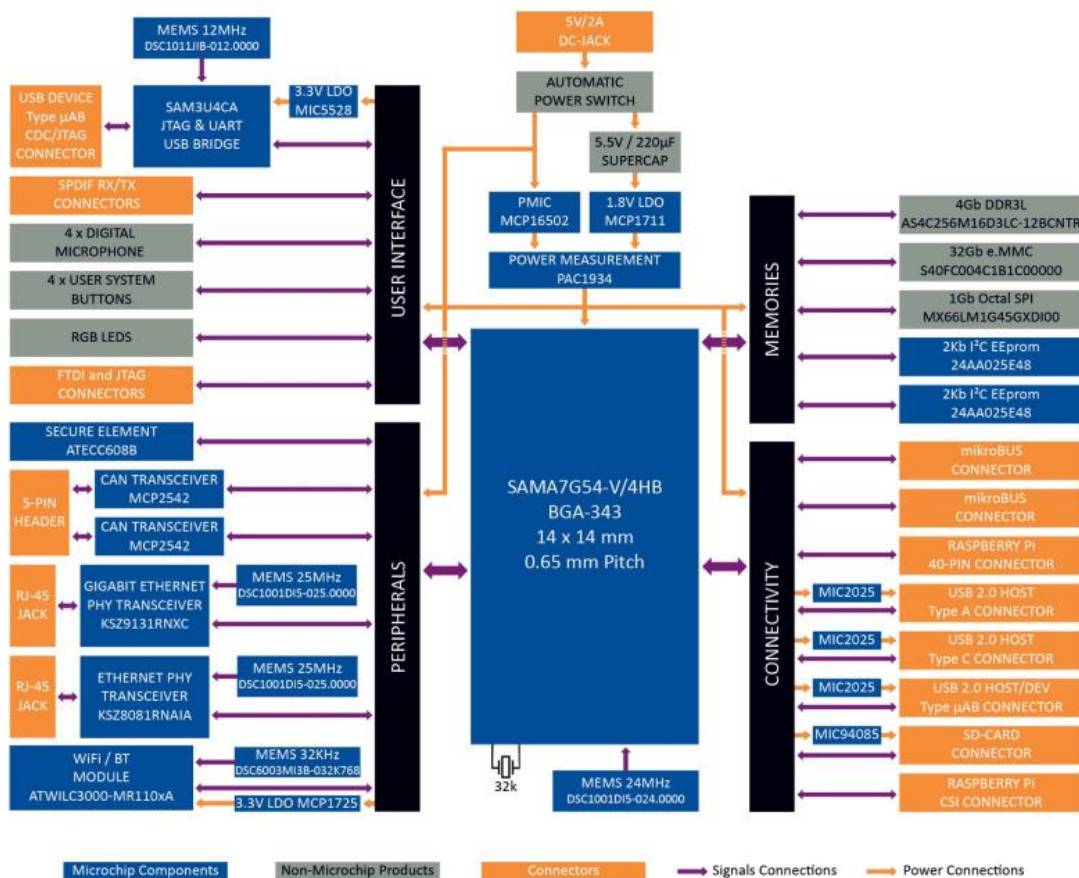 MEMS 12MHz
DSC1011JIB-012.0000
5V/2A
DC-JACK
USB DEVICE
Type µAB
CDC/JTAG
CONNECTOR
SAM3U4CA
JTAG & UART
USB BRIDGE
3.3V LDO
MIC5528
AUTOMATIC
POWER SWITCH
5.5V / 220µF
SUPERCAP
SPDIF RX/TX
CONNECTORS
PMIC
MCP16502
1.8V LDO
MCP1711
4 x DIGITAL
MICROPHONE
POWER MEASUREMENT
PAC1934
4 x USER SYSTEM
BUTTONS
RGB LEDS
FTDI and JTAG
CONNECTORS
USER INTERFACE
MEMORIES
4Gb DDR3L
AS4C256M16D3LC-12BCNTR
32Gb e.MMC
S40FC004C1B1C00000
1Gb Octal SPI
MX66LM1G45GXDI00
2Kb I²C EEprom
24AA025E48
2Kb I²C EEprom
24AA025E48
SECURE ELEMENT
ATECC608B
5-PIN
HEADER
CAN TRANSCEIVER
MCP2542
CAN TRANSCEIVER
MCP2542
RJ-45
JACK
GIGABIT ETHERNET
PHY TRANSCEIVER
KSZ9131RNXC
MEMS 25MHz
DSC1001DI5-025.0000
RJ-45
JACK
ETHERNET PHY
TRANSCEIVER
KSZ8081RNAIA
MEMS 25MHz
DSC1001DI5-025.0000
WiFi / BT
MODULE
ATWILC3000-MR110xA
MEMS 32KHz
DSC6003MI3B-032K768
3.3V LDO MCP1725
PERIPHERALS
SAMA7G54-V/4HB
BGA-343
14 x 14 mm
0.65 mm Pitch
32k
MEMS 24MHz
DSC1001DI5-024.0000
CONNECTIVITY
mikroBUS
CONNECTOR
mikroBUS
CONNECTOR
RASPBERRY Pi
40-PIN CONNECTOR
MIC2025
USB 2.0 HOST
Type A CONNECTOR
MIC2025
USB 2.0 HOST
Type C CONNECTOR
MIC2025
USB 2.0 HOST/DEV
Type µAB CONNECTOR
MIC94085
SD-CARD
CONNECTOR
RASPBERRY Pi
CSI CONNECTOR
Microchip Components
Non-Microchip Products
Connectors
Signals Connections
Power Connections